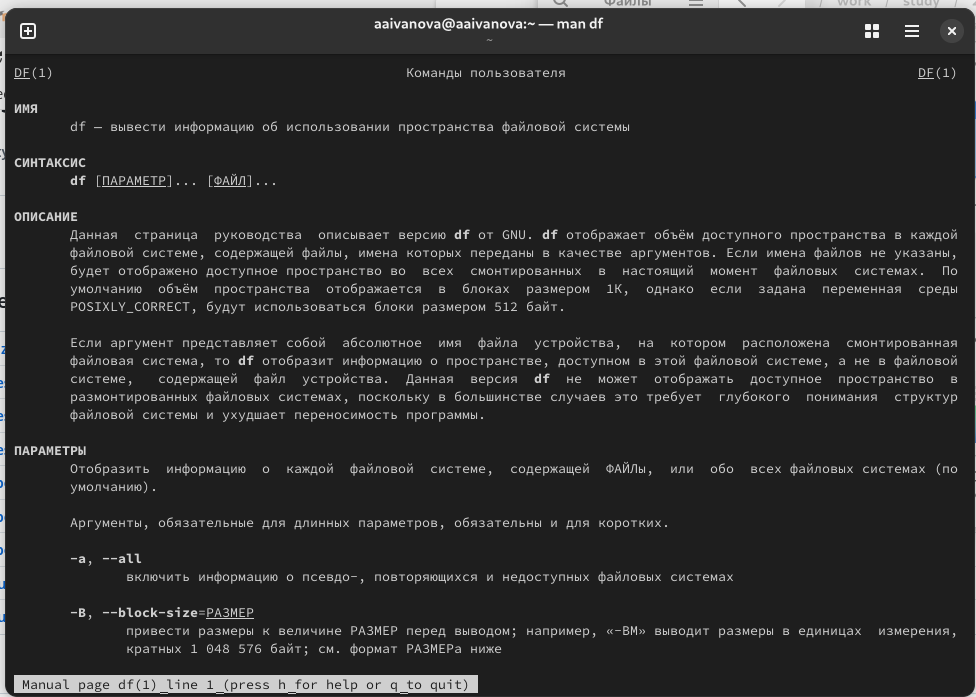 Файлы
work / study
aaivanova@aaivanova:~ — man df
~
DF(1) Команды пользователя DF(1)
ИМЯ
df — вывести информацию об использовании пространства файловой системы
СИНТАКСИС
df [ПАРАМЕТР]... [ФАЙЛ]...
ОПИСАНИЕ
Данная страница руководства описывает версию df от GNU. df отображает объём доступного пространства в каждой
файловой системе, содержащей файлы, имена которых переданы в качестве аргументов. Если имена файлов не указаны,
будет отображено доступное пространство во всех смонтированных в настоящий момент файловых системах. По
умолчанию объём пространства отображается в блоках размером 1K, однако если задана переменная среды
POSIXLY_CORRECT, будут использоваться блоки размером 512 байт.
Если аргумент представляет собой абсолютное имя файла устройства, на котором расположена смонтированная
файловая система, то df отобразит информацию о пространстве, доступном в этой файловой системе, а не в файловой
системе, содержащей файл устройства. Данная версия df не может отображать доступное пространство в
размонтированных файловых системах, поскольку в большинстве случаев это требует глубокого понимания структур
файловой системы и ухудшает переносимость программы.
ПАРАМЕТРЫ
Отобразить информацию о каждой файловой системе, содержащей ФАЙЛы, или обо всех файловых системах (по
умолчанию).
Аргументы, обязательные для длинных параметров, обязательны и для коротких.
-a, --all
включить информацию о псевдо-, повторяющихся и недоступных файловых системах
-B, --block-size=РАЗМЕР
привести размеры к величине РАЗМЕР перед выводом; например, «-BM» выводит размеры в единицах измерения,
кратных 1 048 576 байт; см. формат РАЗМЕРа ниже
Manual page df(1) line 1 (press h for help or q to quit)